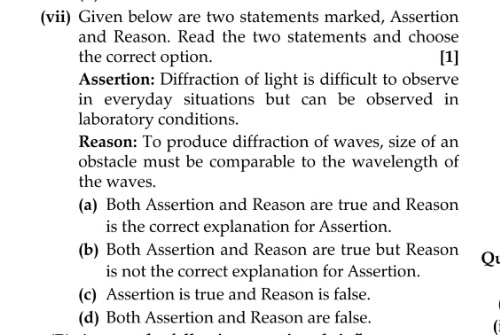 (vii) Given below are two statements marked, Assertion
and Reason. Read the two statements and choose
the correct option. [1]
Assertion: Diffraction of light is difficult to observe
in everyday situations but can be observed in
laboratory conditions.
Reason: To produce diffraction of waves, size of an
obstacle must be comparable to the wavelength of
the waves.
(a) Both Assertion and Reason are true and Reason
is the correct explanation for Assertion.
(b) Both Assertion and Reason are true but Reason
is not the correct explanation for Assertion.
(c) Assertion is true and Reason is false.
(d) Both Assertion and Reason are false.